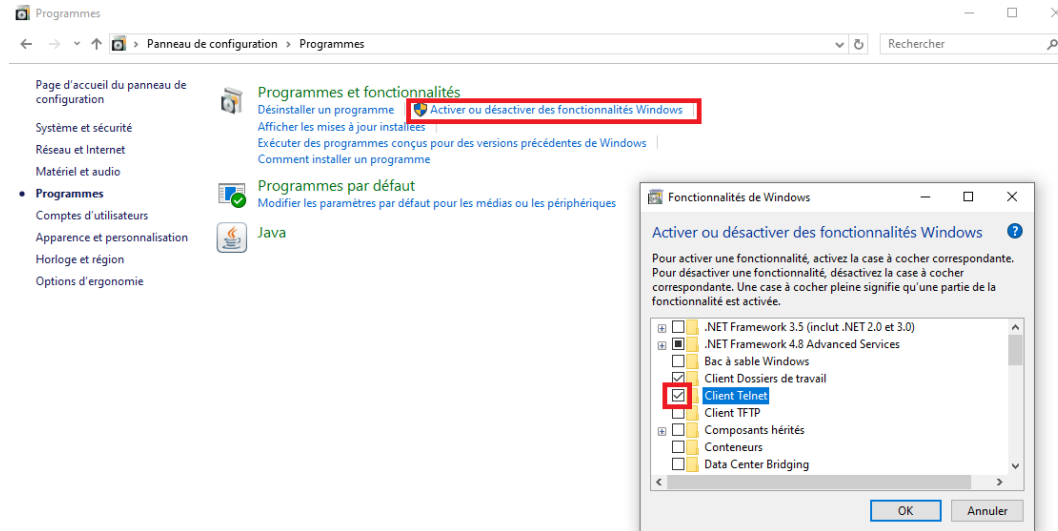 Programmes
Panneau de configuration > Programmes
Rechercher
Page d'accueil du panneau de
configuration
Système et sécurité
Réseau et Internet
Matériel et audio
Programmes
Comptes d'utilisateurs
Apparence et personnalisation
Horloge et région
Options d'ergonomie
Programmes et fonctionnalités
Désinstaller un programme
Activer ou désactiver des fonctionnalités Windows
Afficher les mises à jour installées
Exécuter des programmes conçus pour des versions précédentes de Windows
Comment installer un programme
Programmes par défaut
Modifier les paramètres par défaut pour les médias ou les périphériques
Java
Fonctionnalités de Windows
Activer ou désactiver des fonctionnalités Windows
Pour activer une fonctionnalité, activez la case à cocher correspondante.
Pour désactiver une fonctionnalité, désactivez la case à cocher
correspondante. Une case à cocher pleine signifie qu'une partie de la
fonctionnalité est activée.
.NET Framework 3.5 (inclut .NET 2.0 et 3.0)
.NET Framework 4.8 Advanced Services
Bac à sable Windows
Client Dossiers de travail
Client Telnet
Client TFTP
Composants hérités
Conteneurs
Data Center Bridging
OK
Annuler